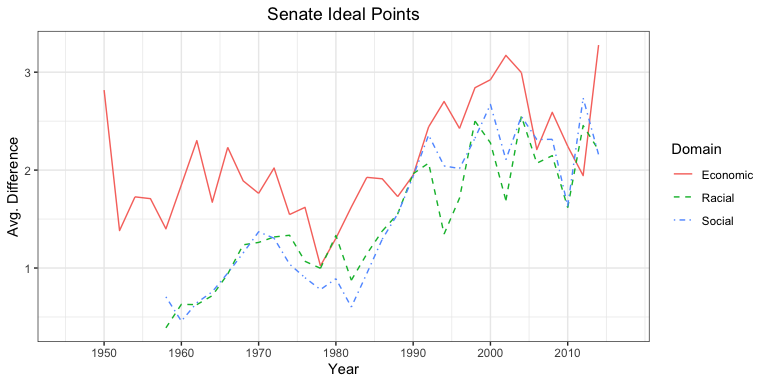 Senate Ideal Points
Avg. Difference
3
2
1
1950 1960 1970 1980 1990 2000 2010
Year
Domain
Economic
Racial
Social